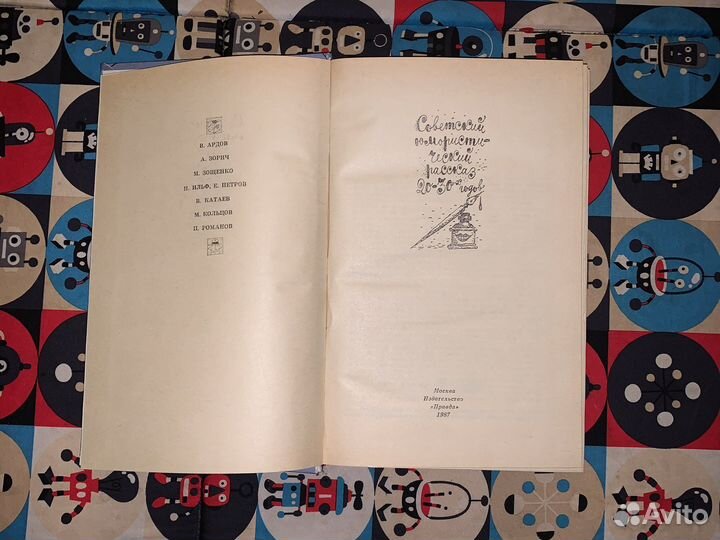 В. АРДОВ
А. ЗОРИЧ
М. ЗОЩЕНКО
И. ИЛЬФ, Е. ПЕТРОВ
В. КАТАЕВ
М. КОЛЬЦОВ
П. РОМАНОВ
Советский
юмористи-
ческий
рассказ
20-30-х годов
Москва
Издательство
«Правда»
1987
Avito